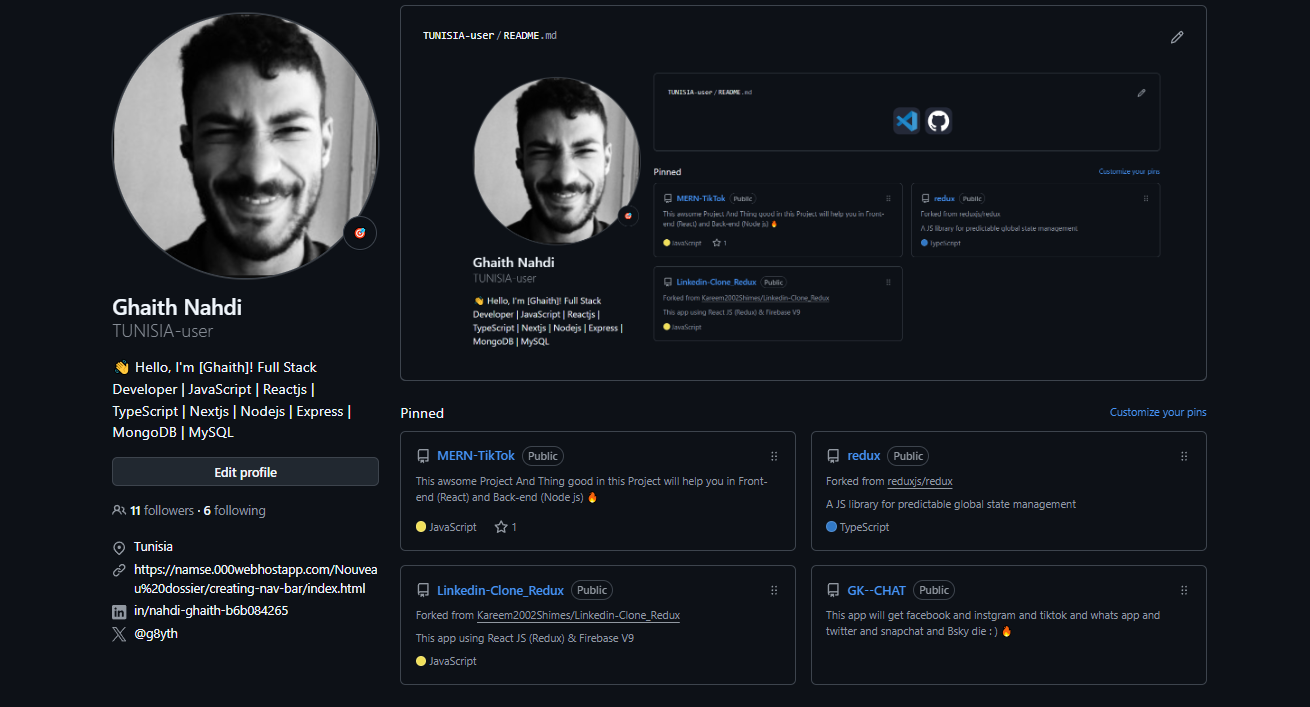 Ghaith Nahdi
TUNISIA-user
👋 Hello, I'm [Ghaith]! Full Stack
Developer | JavaScript | Reactjs |
TypeScript | Nextjs | Nodejs | Express |
MongoDB | MySQL
Edit profile
11 followers · 6 following
Tunisia
https://namse.000webhostapp.com/Nouvea
u%20dossier/creating-nav-bar/index.html
in/nahdi-ghaith-b6b084265
@g8yth
TUNISIA-user/README.md
Ghaith Nahdi
TUNISIA-user
👋 Hello, I'm [Ghaith]! Full Stack
Developer | JavaScript | Reactjs |
TypeScript | Nextjs | Nodejs | Express |
MongoDB | MySQL
TUNISIA-user/README.md
Pinned
Customize your pins
MERN-TikTok Public
This awsome Project And Thing good in this Project will help you in Front-
end (React) and Back-end (Node js) 🔥
JavaScript 1
redux Public
Forked from reduxjs/redux
A JS library for predictable global state management
TypeScript
Linkedin-Clone_Redux Public
Forked from Kareem2002Shimes/Linkedin-Clone_Redux
This app using React JS (Redux) & Firebase V9
JavaScript
Pinned
Customize your pins
MERN-TikTok Public
This awsome Project And Thing good in this Project will help you in Front-
end (React) and Back-end (Node js) 🔥
JavaScript 1
redux Public
Forked from reduxjs/redux
A JS library for predictable global state management
TypeScript
Linkedin-Clone_Redux Public
Forked from Kareem2002Shimes/Linkedin-Clone_Redux
This app using React JS (Redux) & Firebase V9
JavaScript
GK--CHAT Public
This app will get facebook and instgram and tiktok and whats app and
twitter and snapchat and Bsky die : ) 🔥